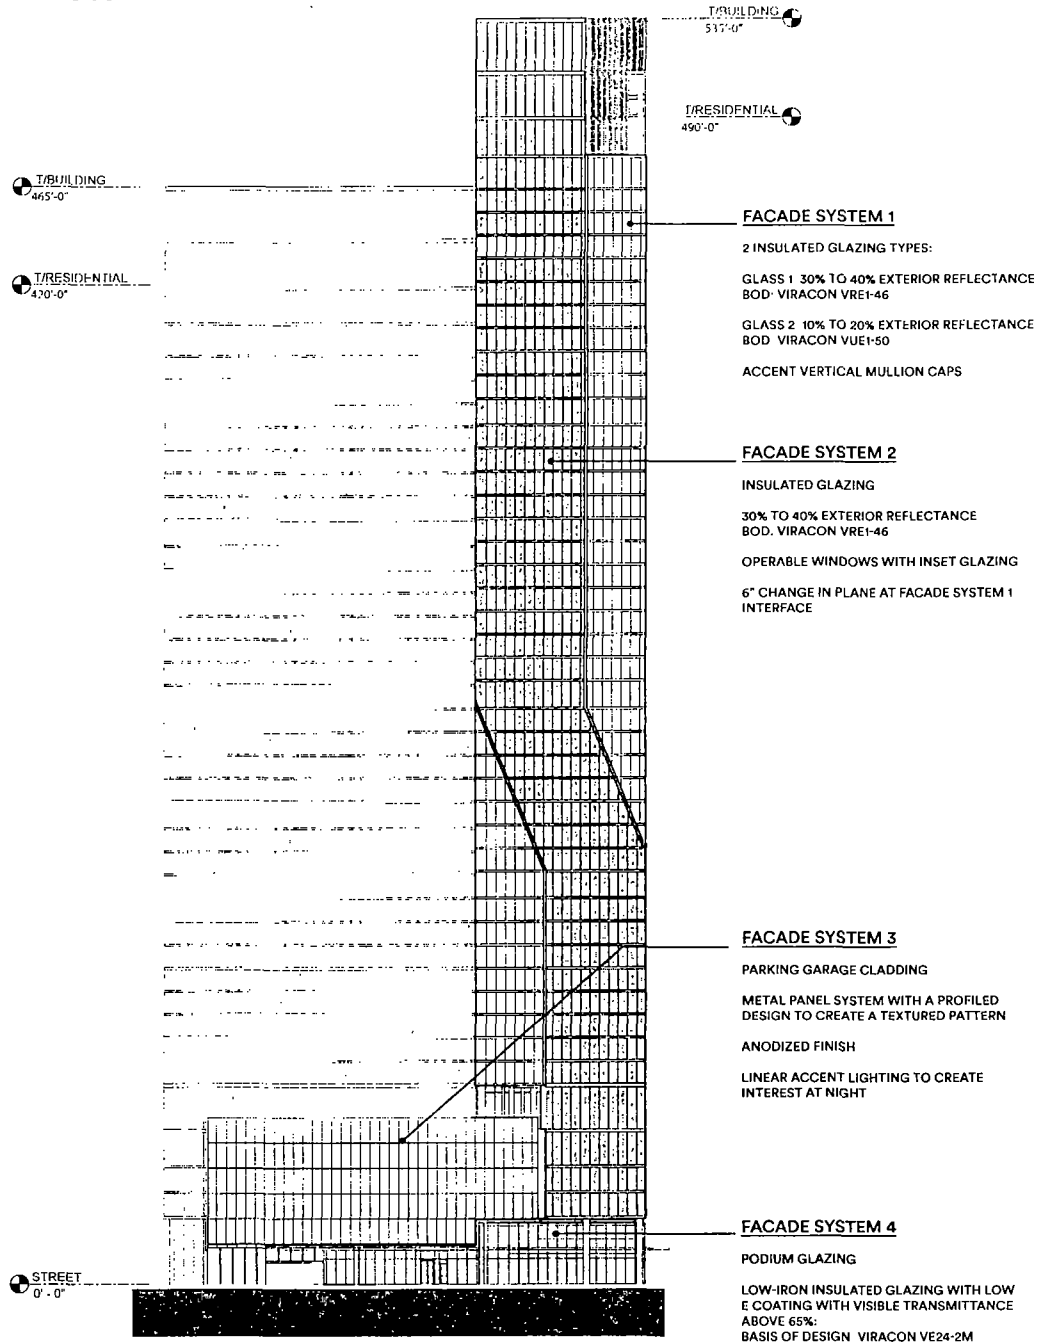 T/BUILDING
537'-0"
T/RESIDENTIAL
490'-0"
T/BUILDING
465'-0"
T/RESIDENTIAL
420'-0"
FACADE SYSTEM 1
2 INSULATED GLAZING TYPES:
GLASS 1 30% TO 40% EXTERIOR REFLECTANCE
BOD· VIRACON VRE1-46
GLASS 2 10% TO 20% EXTERIOR REFLECTANCE
BOD VIRACON VUE1-50
ACCENT VERTICAL MULLION CAPS
FACADE SYSTEM 2
INSULATED GLAZING
30% TO 40% EXTERIOR REFLECTANCE
BOD. VIRACON VRE1-46
OPERABLE WINDOWS WITH INSET GLAZING
6" CHANGE IN PLANE AT FACADE SYSTEM 1
INTERFACE
FACADE SYSTEM 3
PARKING GARAGE CLADDING
METAL PANEL SYSTEM WITH A PROFILED
DESIGN TO CREATE A TEXTURED PATTERN
ANODIZED FINISH
LINEAR ACCENT LIGHTING TO CREATE
INTEREST AT NIGHT
FACADE SYSTEM 4
PODIUM GLAZING
LOW-IRON INSULATED GLAZING WITH LOW
E COATING WITH VISIBLE TRANSMITTANCE
ABOVE 65%:
BASIS OF DESIGN VIRACON VE24-2M
STREET
0'-0"